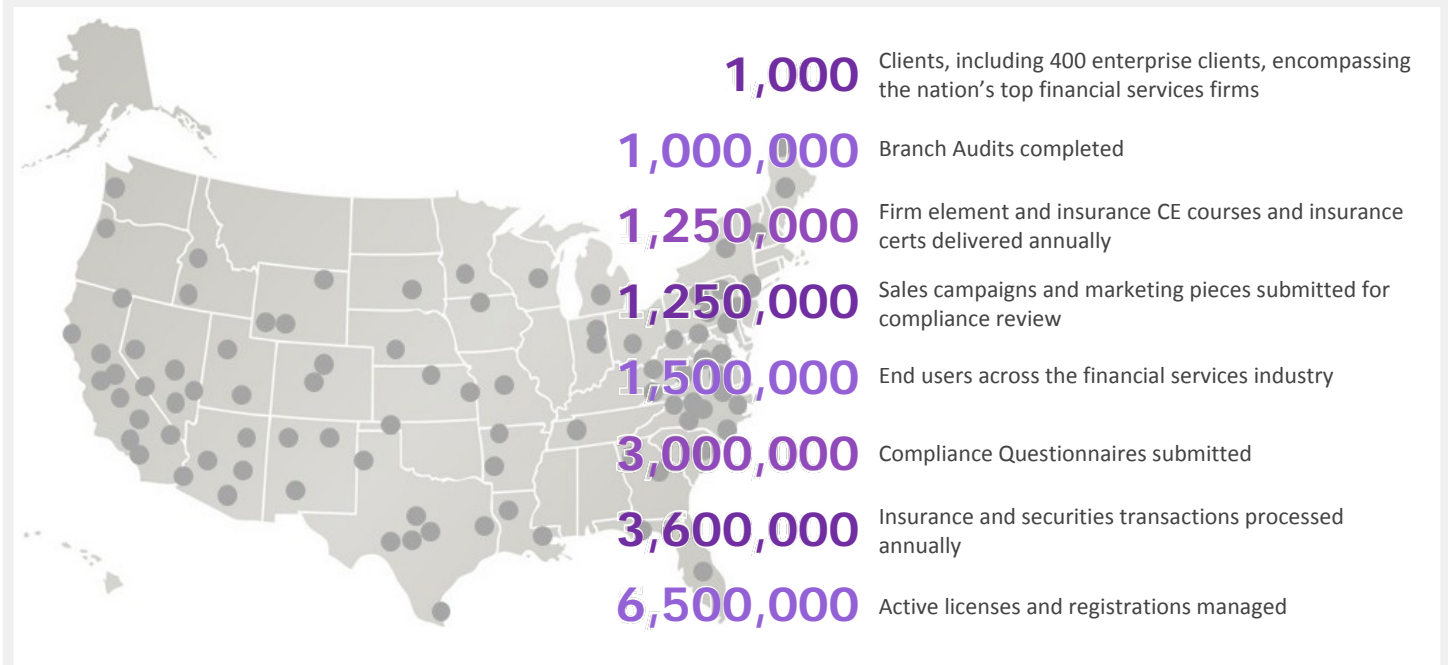 1,000 Clients, including 400 enterprise clients, encompassing
the nation’s top financial services firms
1,000,000 Branch Audits completed
1,250,000 Firm element and insurance CE courses and insurance
certs delivered annually
1,250,000 Sales campaigns and marketing pieces submitted for
compliance review
1,500,000 End users across the financial services industry
3,000,000 Compliance Questionnaires submitted
3,600,000 Insurance and securities transactions processed
annually
6,500,000 Active licenses and registrations managed